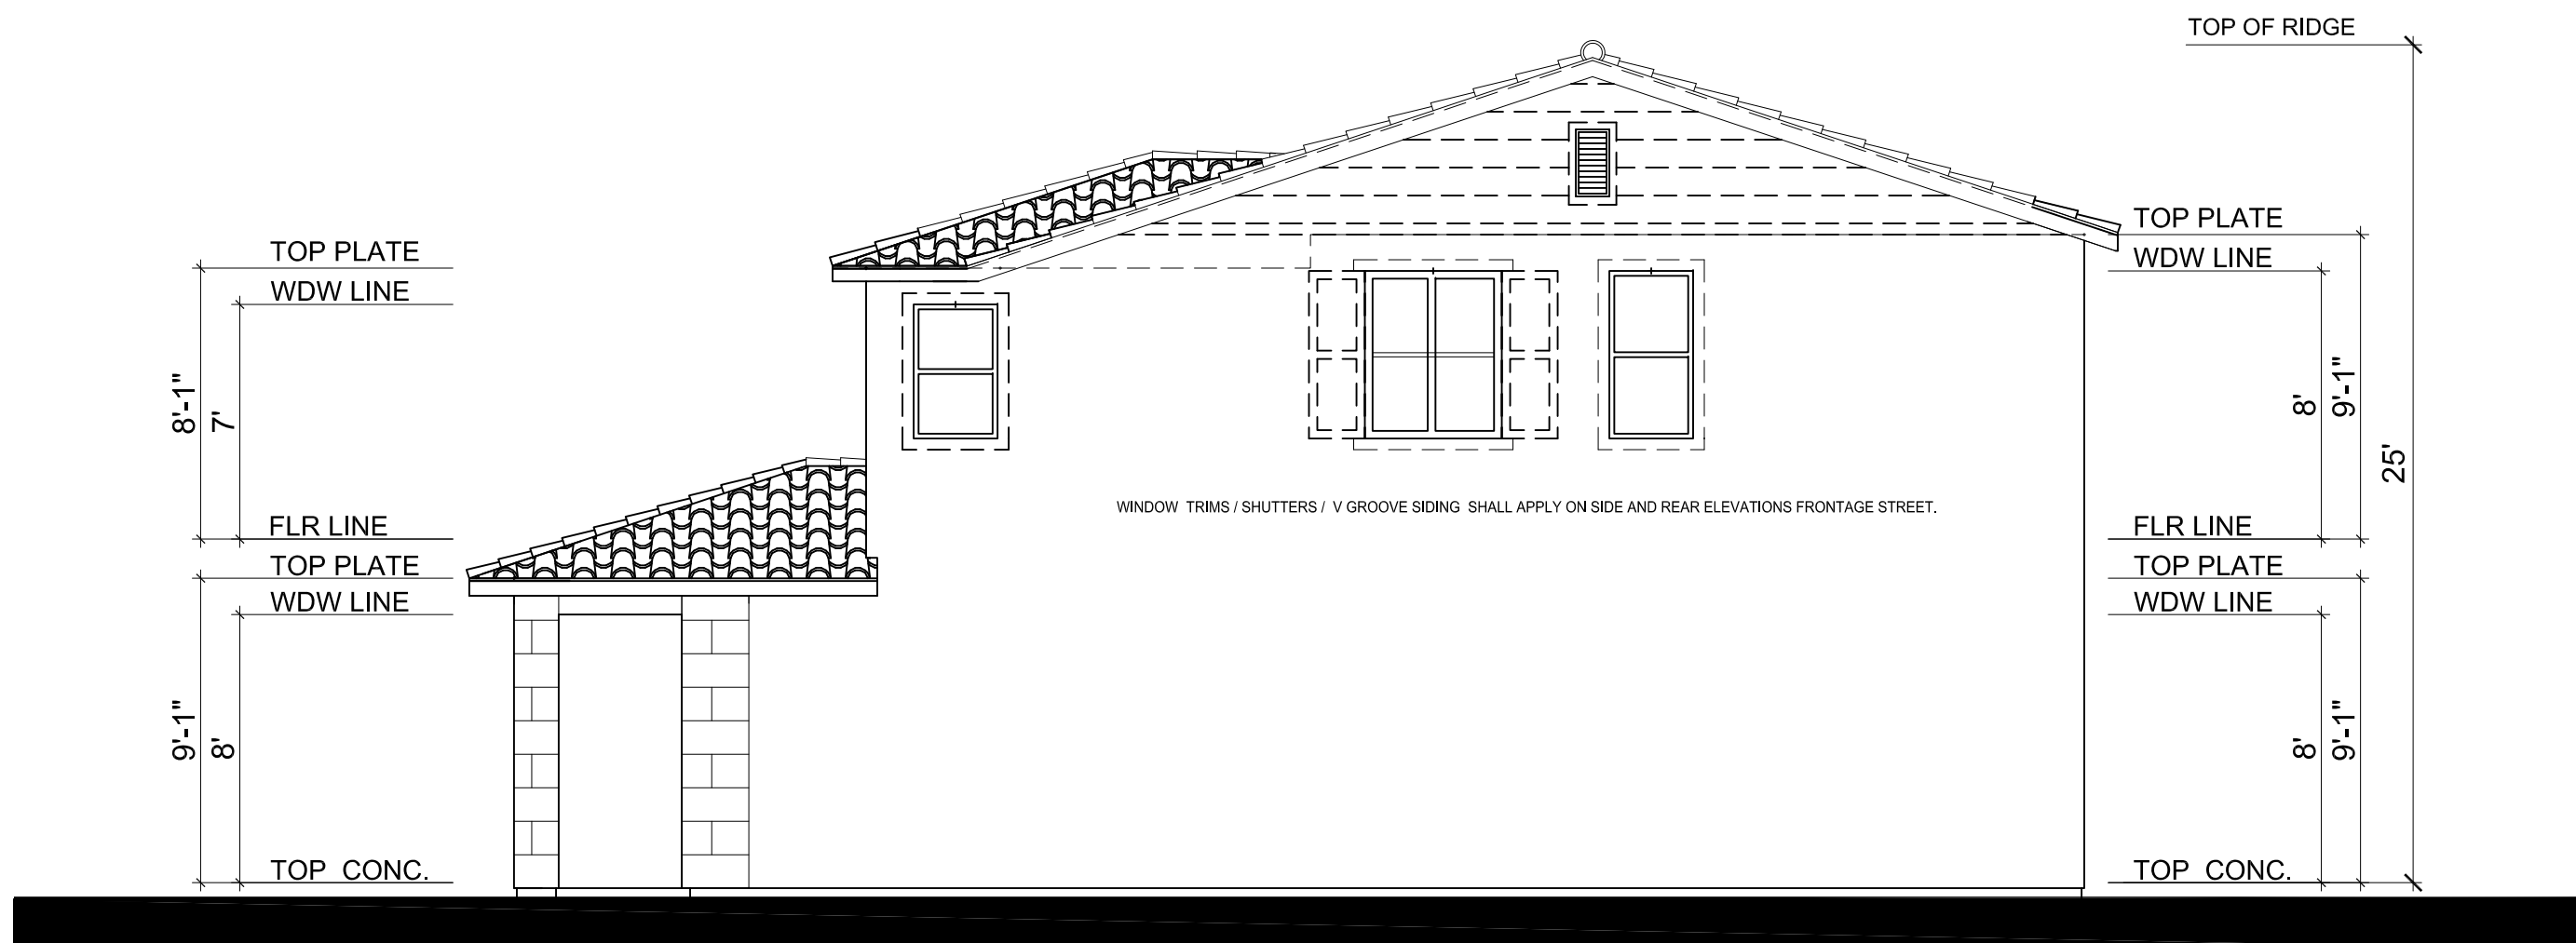 TOP OF RIDGE
TOP PLATE
WDW LINE
8'-1"
7'
FLR LINE
TOP PLATE
WDW LINE
9'-1"
8'
TOP CONC.
WINDOW TRIMS / SHUTTERS / V GROOVE SIDING SHALL APPLY ON SIDE AND REAR ELEVATIONS FRONTAGE STREET.
TOP PLATE
WDW LINE
8'
9'-1"
25'
FLR LINE
TOP PLATE
WDW LINE
8'
9'-1"
TOP CONC.